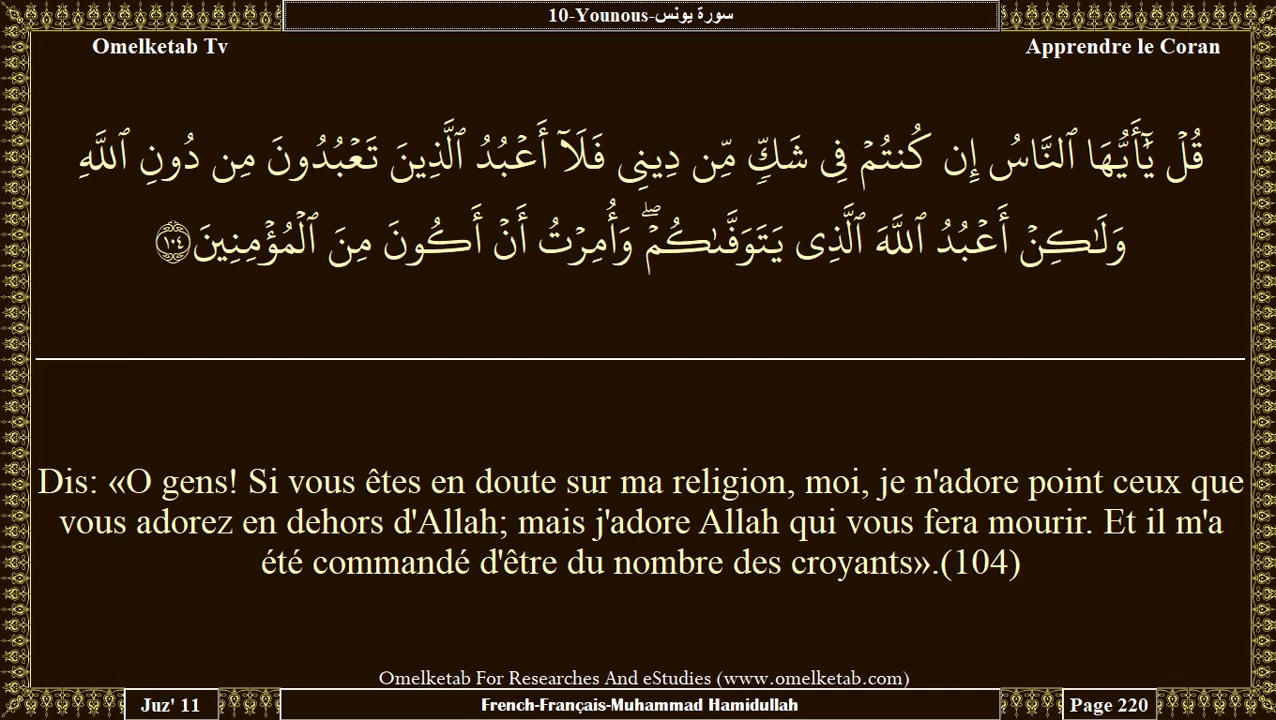 10-Younous-سورة يونس
Omelketab Tv
Apprendre le Coran
قُلۡ يَٰٓأَيُّهَا ٱلنَّاسُ إِن كُنتُمۡ فِى شَكٍّ مِّن دِينِى فَلَآ أَعۡبُدُ ٱلَّذِينَ تَعۡبُدُونَ مِن دُونِ ٱللَّهِ
وَلَٰكِنۡ أَعۡبُدُ ٱللَّهَ ٱلَّذِى يَتَوَفَّىٰكُمۡۖ وَأُمِرۡتُ أَنۡ أَكُونَ مِنَ ٱلۡمُؤۡمِنِينَ ١٠٤
Dis: «O gens! Si vous êtes en doute sur ma religion, moi, je n'adore point ceux que
vous adorez en dehors d'Allah; mais j'adore Allah qui vous fera mourir. Et il m'a
été commandé d'être du nombre des croyants».(104)
Omelketab For Researches And eStudies (www.omelketab.com)
Juz' 11
French-Français-Muhammad Hamidullah
Page 220